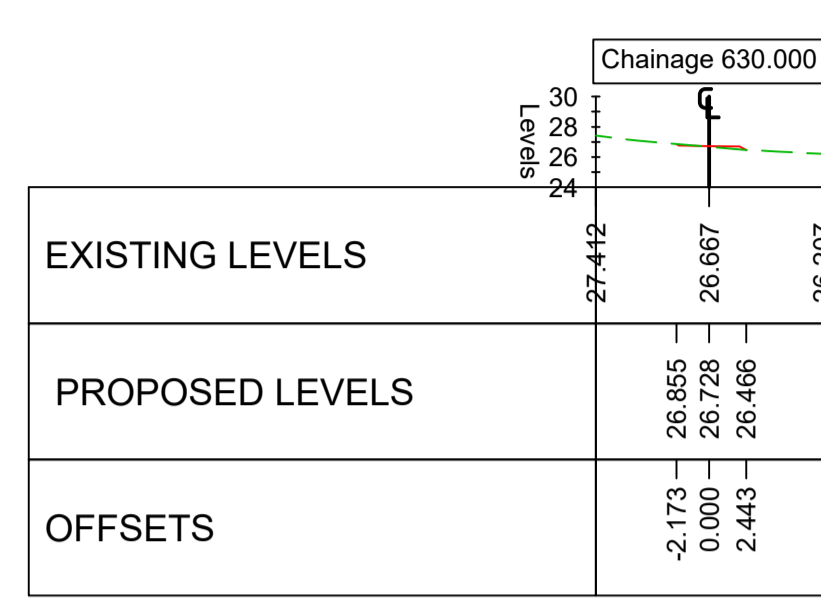 Chainage 630.000
30
28
26
24
Levels
EXISTING LEVELS
27.412
26.667
PROPOSED LEVELS
26.855
26.728
26.466
OFFSETS
-2.173
0.000
2.443